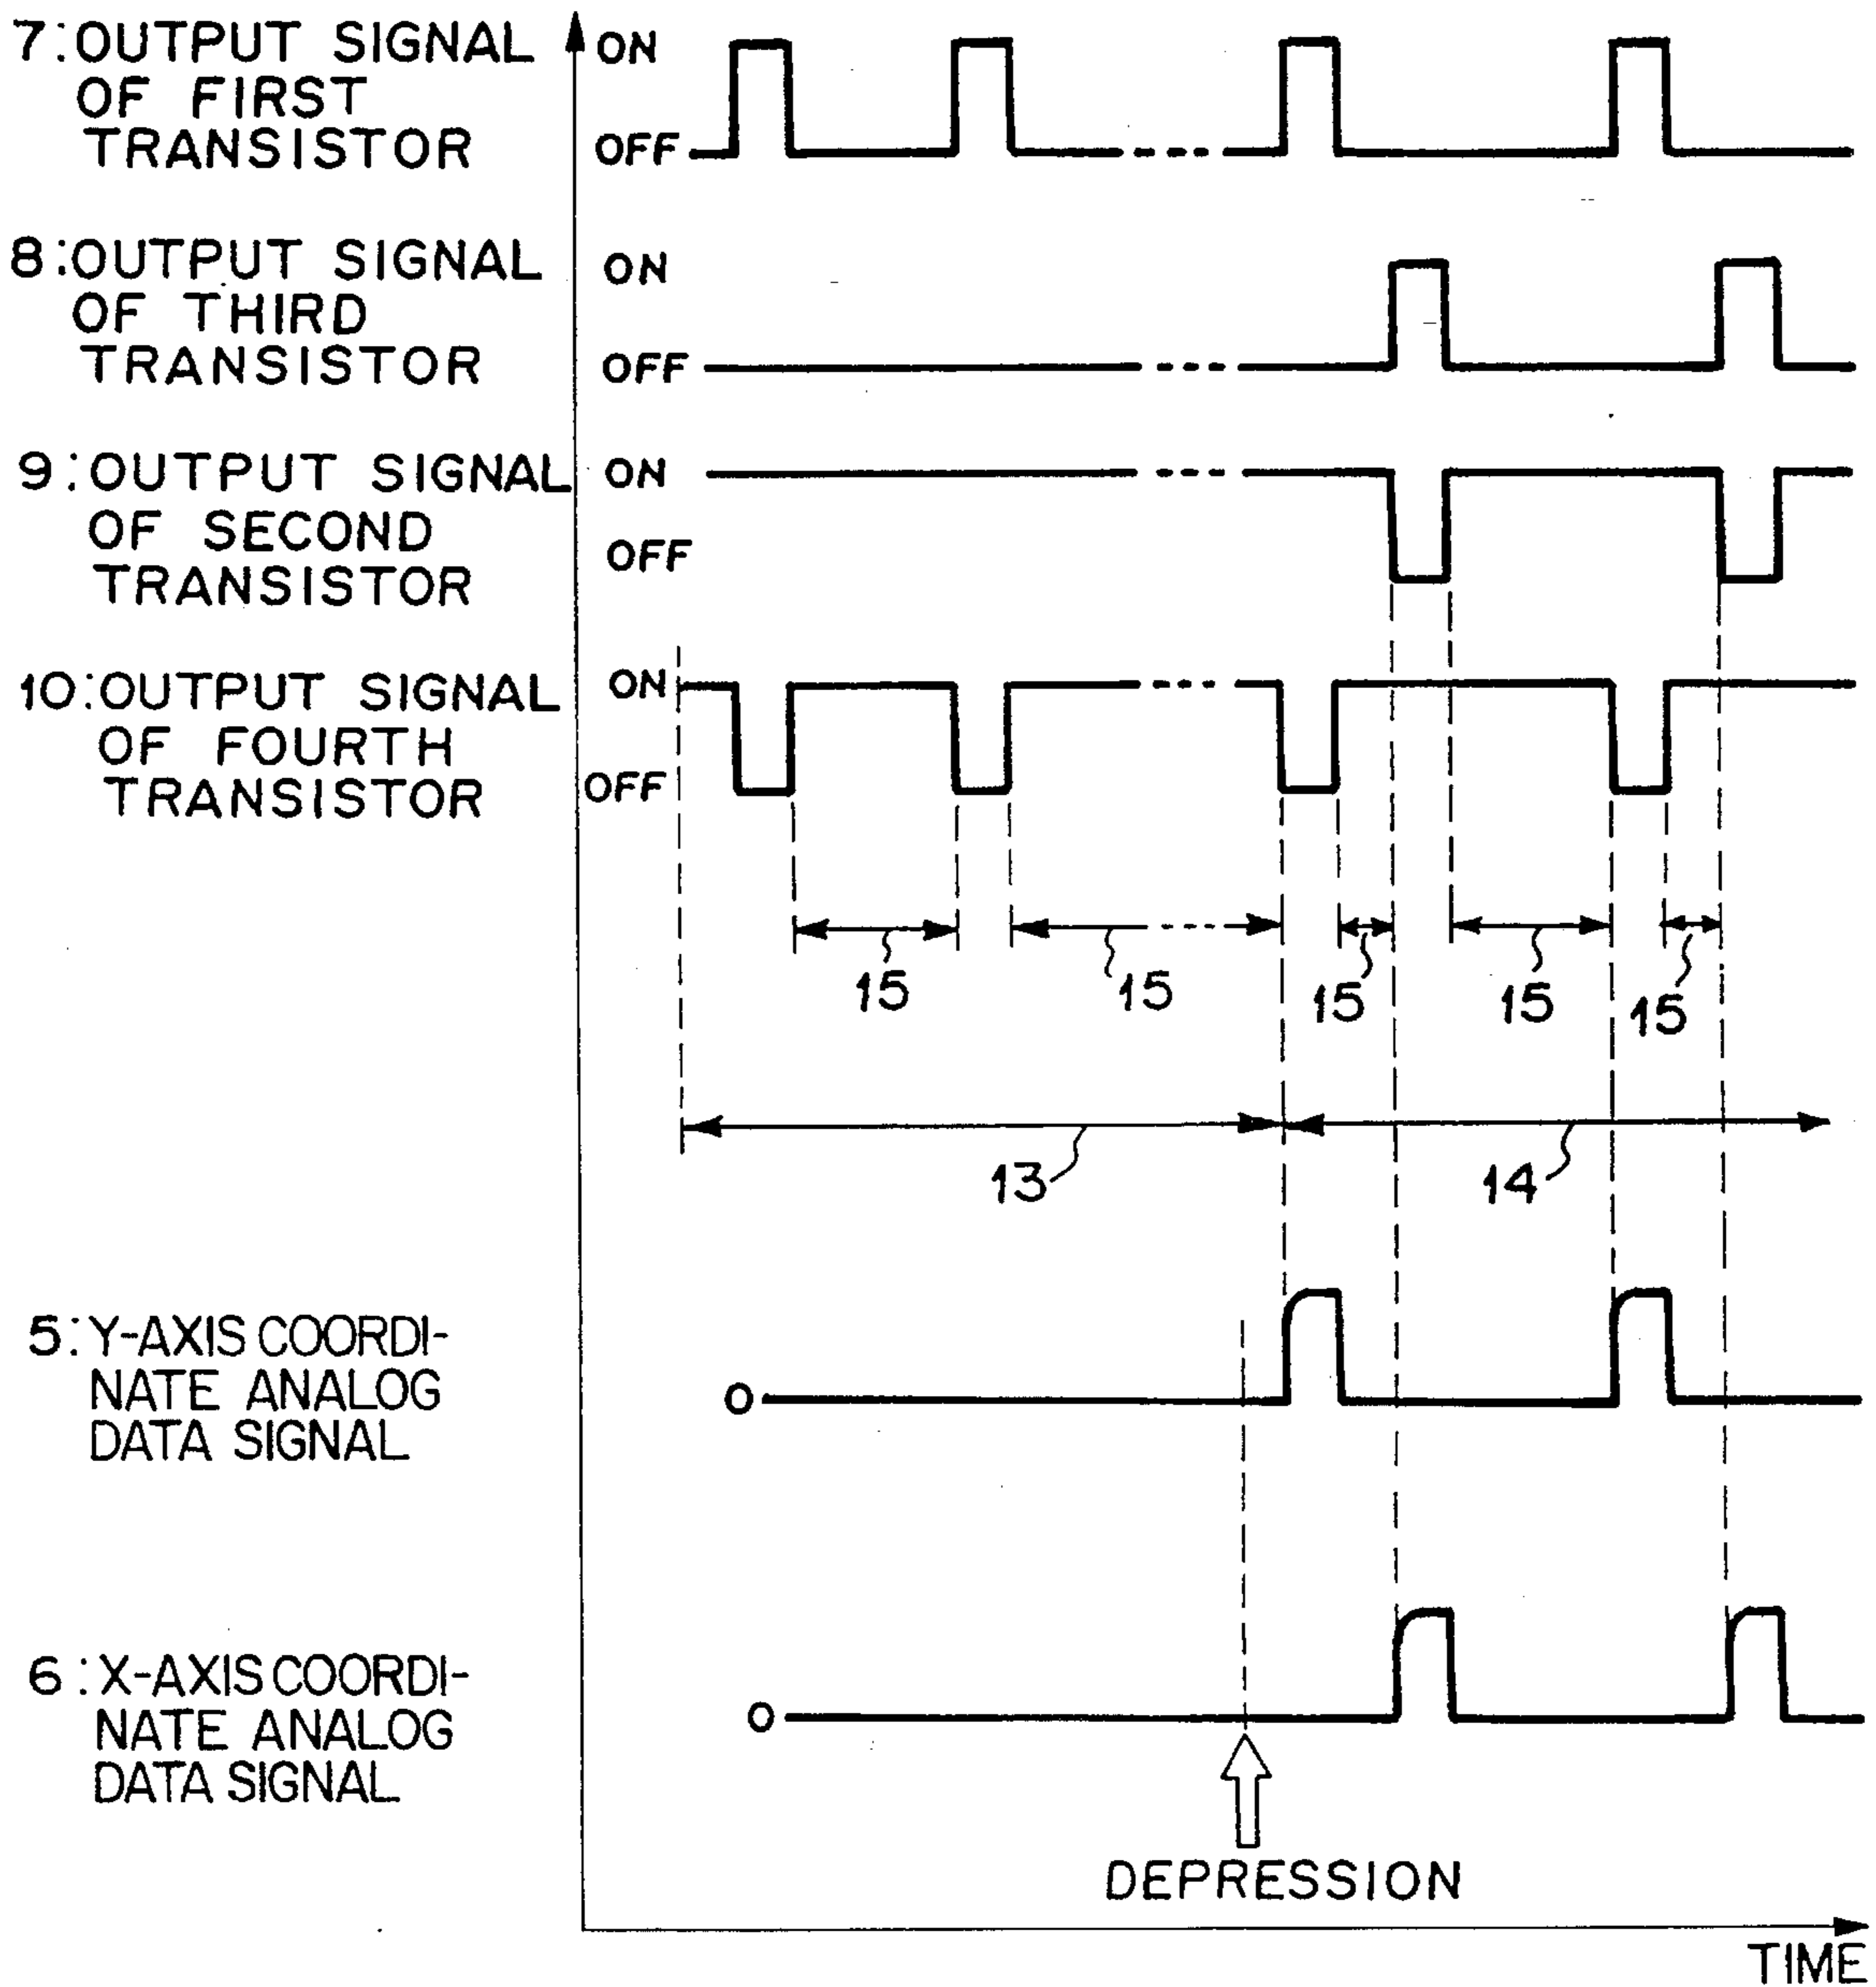 7:OUTPUT SIGNAL
OF FIRST
TRANSISTOR
ON
OFF
8:OUTPUT SIGNAL
OF THIRD
TRANSISTOR
ON
OFF
9:OUTPUT SIGNAL
OF SECOND
TRANSISTOR
ON
OFF
10:OUTPUT SIGNAL
OF FOURTH
TRANSISTOR
ON
OFF
15 15 15 15 15
13 14
5:Y-AXIS COORDI-
NATE ANALOG
DATA SIGNAL
0
6:X-AXIS COORDI-
NATE ANALOG
DATA SIGNAL
0
DEPRESSION
TIME